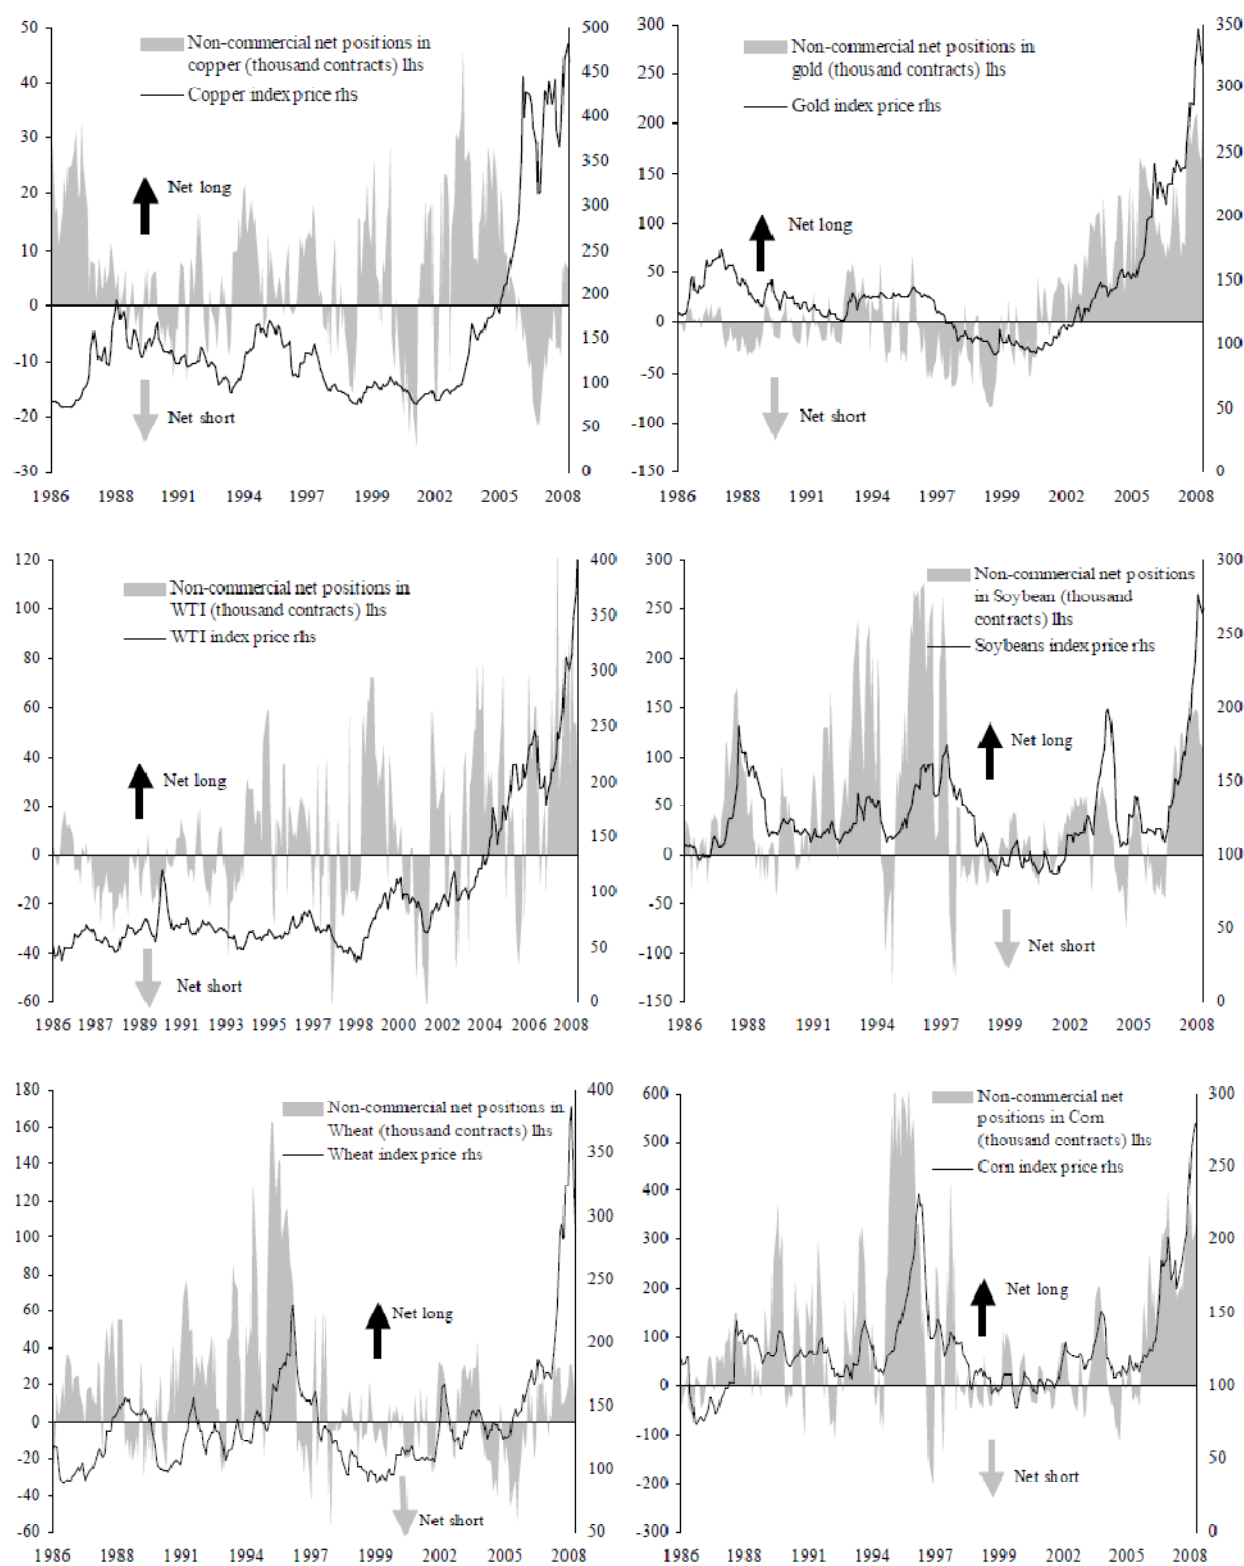 50
40
30
20
10
0
-10
-20
-30
500
450
400
350
300
250
200
150
100
50
0
Non-commercial net positions in
copper (thousand contracts) lhs
Copper index price rhs
Net long
Net short
1986 1988 1991 1994 1997 1999 2002 2005 2008
300
250
200
150
100
50
0
-50
-100
-150
350
300
250
200
150
100
50
0
Non-commercial net positions in
gold (thousand contracts) lhs
Gold index price rhs
Net long
Net short
1986 1988 1991 1994 1997 1999 2002 2005 2008
120
100
80
60
40
20
0
-20
-40
-60
400
350
300
250
200
150
100
50
0
Non-commercial net positions in
WTI (thousand contracts) lhs
WTI index price rhs
Net long
Net short
1986 1987 1989 1991 1993 1995 1997 1998 2000 2002 2004 2006 2008
300
250
200
150
100
50
0
-50
-100
-150
300
250
200
150
100
50
0
Non-commercial net positions
in Soybean (thousand
contracts) lhs
Soybeans index price rhs
Net long
Net short
1986 1988 1991 1994 1997 1999 2002 2005 2008
180
160
140
120
100
80
60
40
20
0
-20
-40
-60
400
350
300
250
200
150
100
50
Non-commercial net positions in
Wheat (thousand contracts) lhs
Wheat index price rhs
Net long
Net short
1986 1988 1991 1994 1997 1999 2002 2005 2008
600
500
400
300
200
100
0
-100
-200
-300
300
250
200
150
100
50
0
Non-commercial net
positions in Corn
(thousand contracts) lhs
Corn index price rhs
Net long
Net short
1986 1988 1991 1994 1997 1999 2002 2005 2008